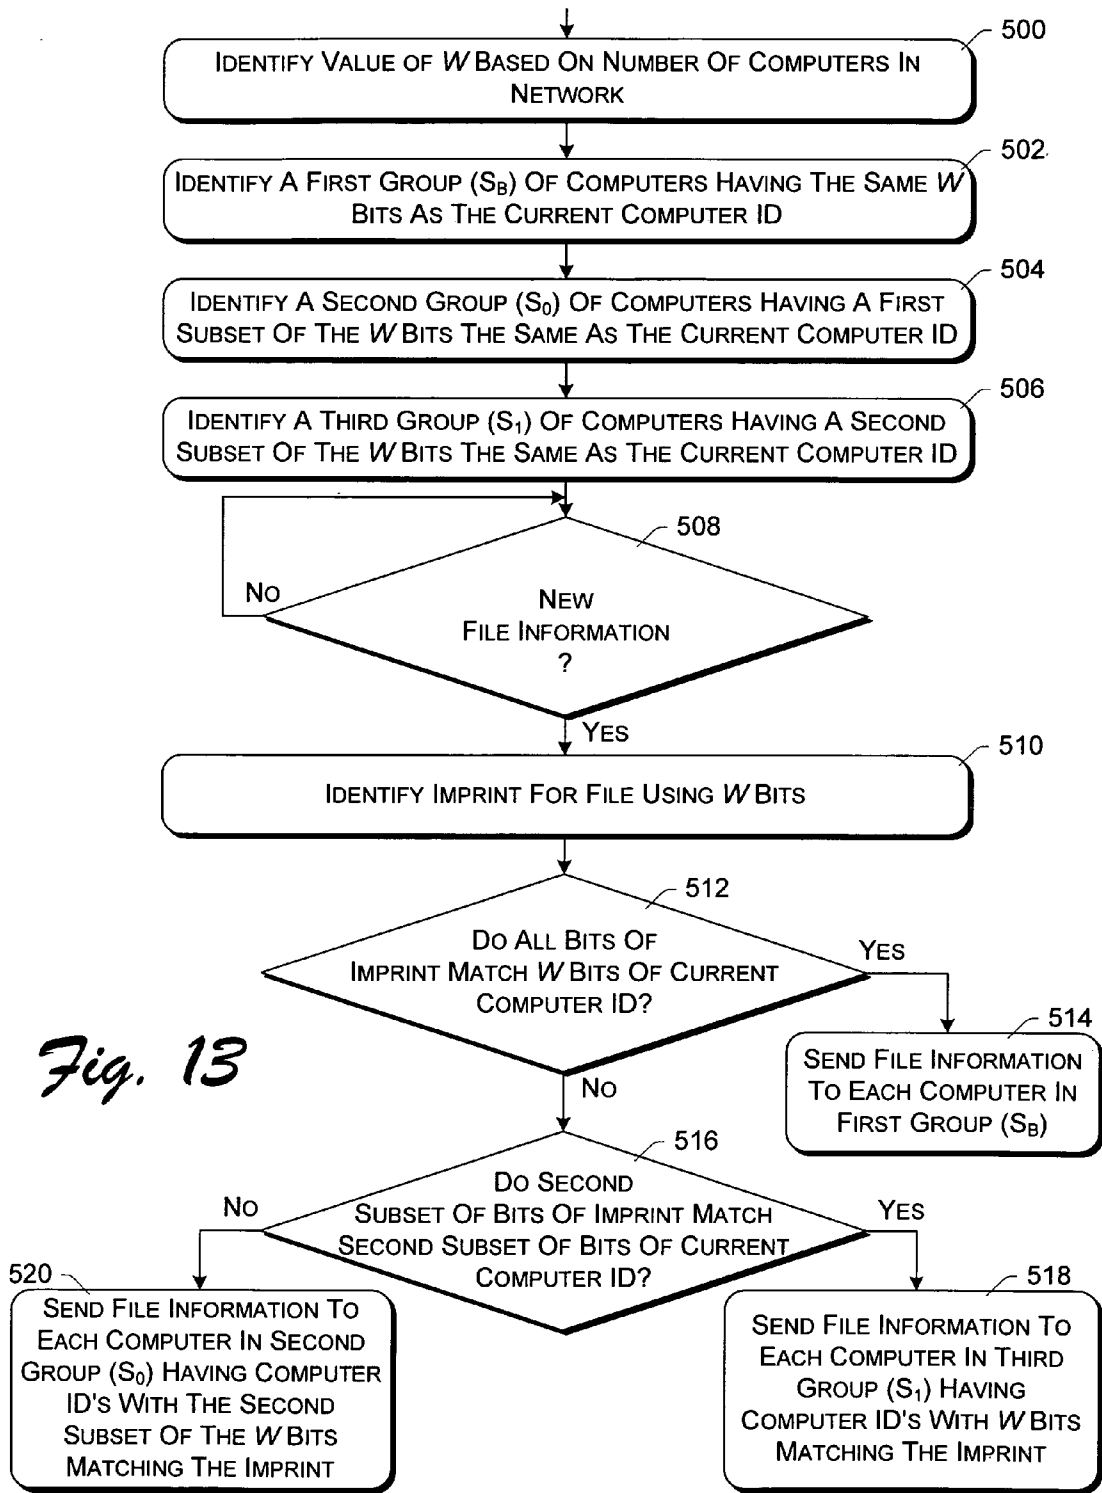 500
IDENTIFY VALUE OF W BASED ON NUMBER OF COMPUTERS IN
NETWORK
502
IDENTIFY A FIRST GROUP (SB) OF COMPUTERS HAVING THE SAME W
BITS AS THE CURRENT COMPUTER ID
504
IDENTIFY A SECOND GROUP (S0) OF COMPUTERS HAVING A FIRST
SUBSET OF THE W BITS THE SAME AS THE CURRENT COMPUTER ID
506
IDENTIFY A THIRD GROUP (S1) OF COMPUTERS HAVING A SECOND
SUBSET OF THE W BITS THE SAME AS THE CURRENT COMPUTER ID
508
NO
NEW
FILE INFORMATION
?
YES
510
IDENTIFY IMPRINT FOR FILE USING W BITS
512
DO ALL BITS OF
IMPRINT MATCH W BITS OF CURRENT
COMPUTER ID?
YES
514
SEND FILE INFORMATION
TO EACH COMPUTER IN
FIRST GROUP (SB)
Fig. 13
NO
516
DO SECOND
SUBSET OF BITS OF IMPRINT MATCH
SECOND SUBSET OF BITS OF CURRENT
COMPUTER ID?
NO
YES
520
SEND FILE INFORMATION TO
EACH COMPUTER IN SECOND
GROUP (S0) HAVING COMPUTER
ID'S WITH THE SECOND
SUBSET OF THE W BITS
MATCHING THE IMPRINT
518
SEND FILE INFORMATION TO
EACH COMPUTER IN THIRD
GROUP (S1) HAVING
COMPUTER ID'S WITH W BITS
MATCHING THE IMPRINT